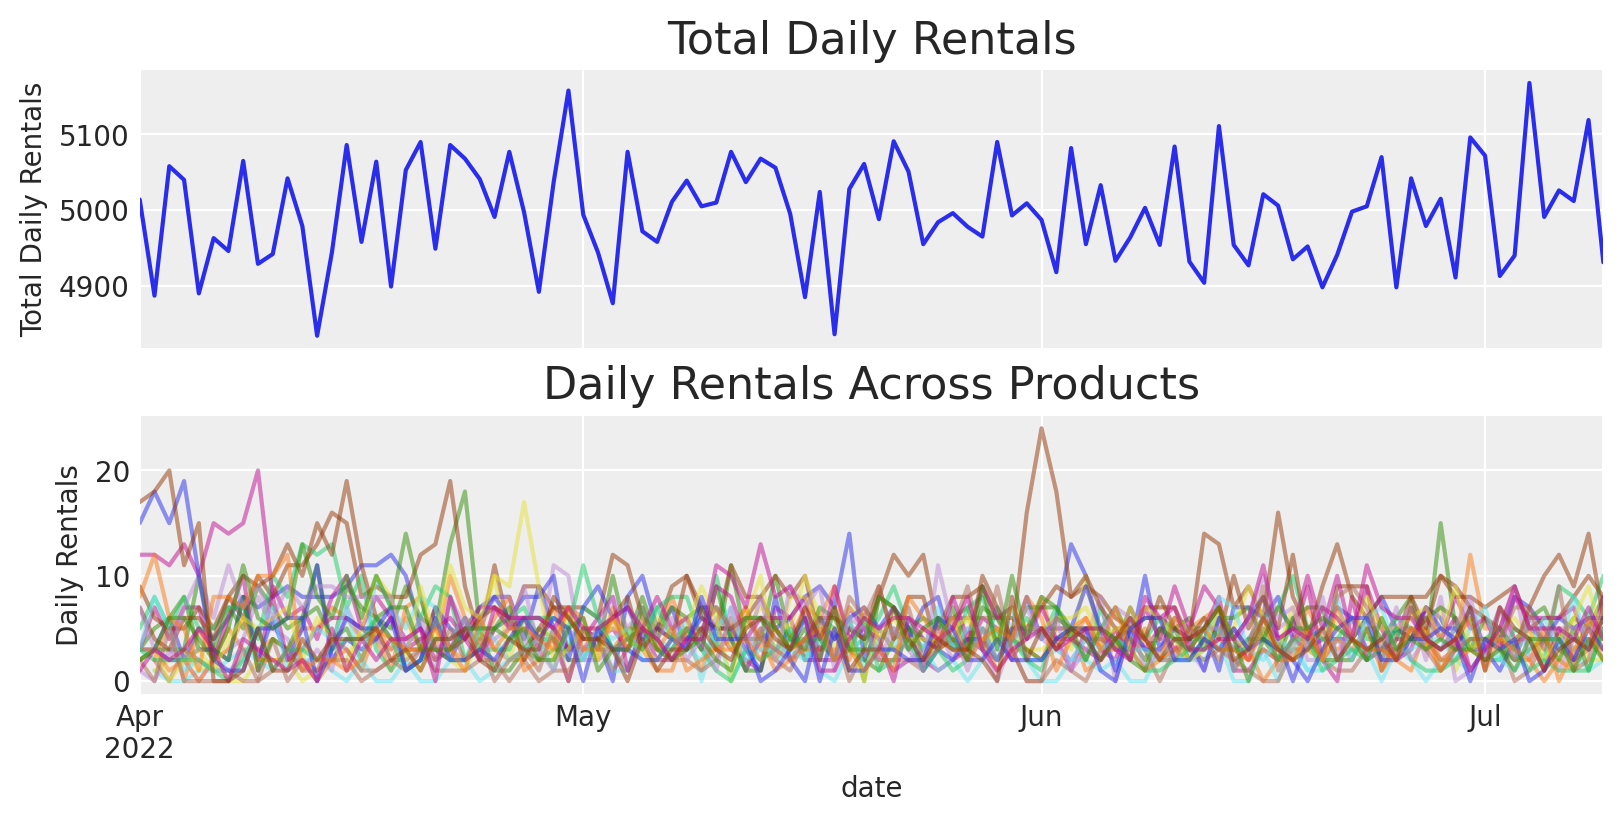 Total Daily Rentals
Total Daily Rentals
5100
5000
4900
Daily Rentals Across Products
Daily Rentals
20
10
0
Apr May Jun Jul
2022
date